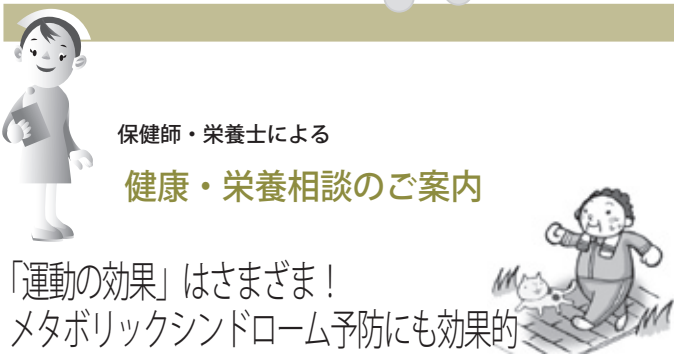 保健師・栄養士による
健康・栄養相談のご案内
「運動の効果」はさまざま！
メタボリックシンドローム予防にも効果的